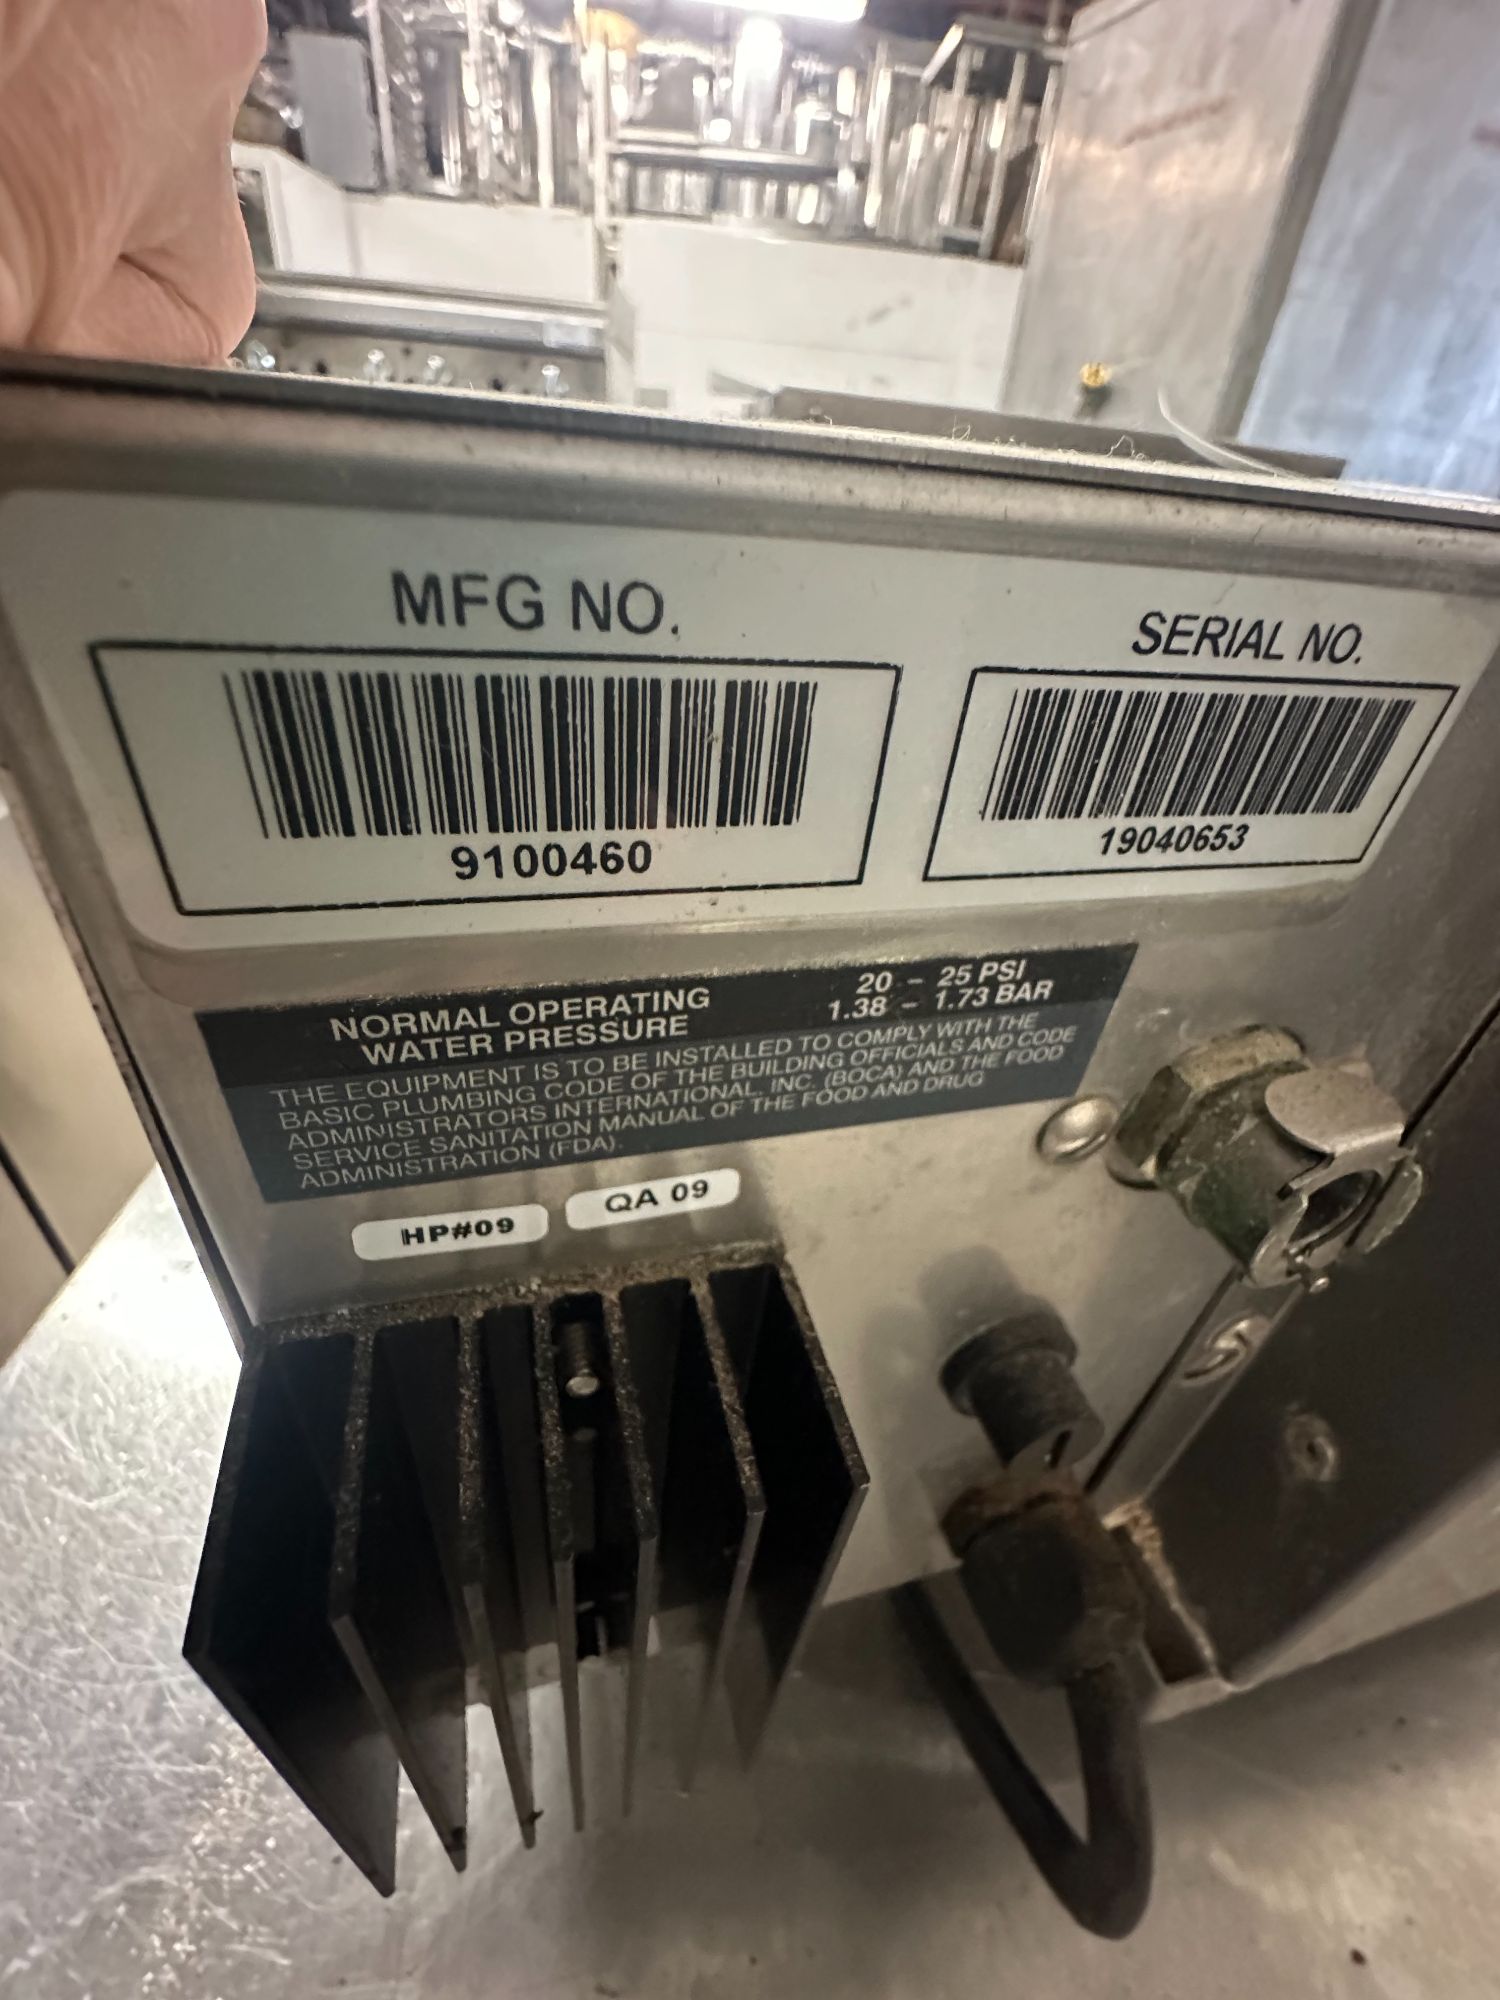 MFG NO.
9100460
SERIAL NO.
19040653
NORMAL OPERATING
WATER PRESSURE
20 - 25 PSI
1.38 - 1.73 BAR
THE EQUIPMENT IS TO BE INSTALLED TO COMPLY WITH THE
BASIC PLUMBING CODE OF THE BUILDING OFFICIALS AND CODE
ADMINISTRATORS INTERNATIONAL, INC. (BOCA) AND THE FOOD
SERVICE SANITATION MANUAL OF THE FOOD AND DRUG
ADMINISTRATION (FDA).
HP#09
QA 09